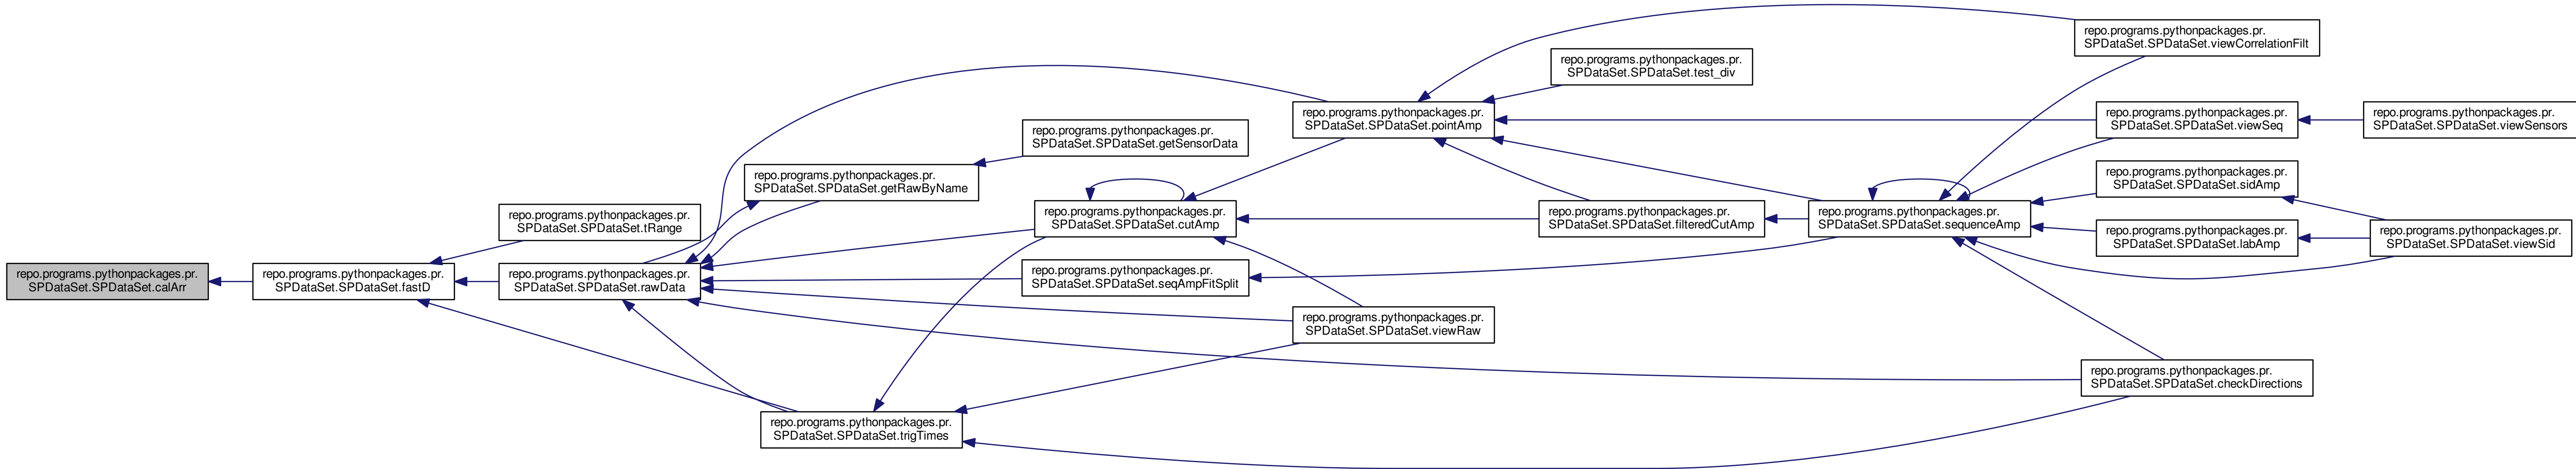 repo.programs.pythonpackages.pr.
SPDataSet.SPDataSet.calArr
repo.programs.pythonpackages.pr.
SPDataSet.SPDataSet.fastD
repo.programs.pythonpackages.pr.
SPDataSet.SPDataSet.tRange
repo.programs.pythonpackages.pr.
SPDataSet.SPDataSet.rawData
repo.programs.pythonpackages.pr.
SPDataSet.SPDataSet.getRawByName
repo.programs.pythonpackages.pr.
SPDataSet.SPDataSet.trigTimes
repo.programs.pythonpackages.pr.
SPDataSet.SPDataSet.getSensorData
repo.programs.pythonpackages.pr.
SPDataSet.SPDataSet.cutAmp
repo.programs.pythonpackages.pr.
SPDataSet.SPDataSet.seqAmpFitSplit
repo.programs.pythonpackages.pr.
SPDataSet.SPDataSet.pointAmp
repo.programs.pythonpackages.pr.
SPDataSet.SPDataSet.viewRaw
repo.programs.pythonpackages.pr.
SPDataSet.SPDataSet.test_div
repo.programs.pythonpackages.pr.
SPDataSet.SPDataSet.filteredCutAmp
repo.programs.pythonpackages.pr.
SPDataSet.SPDataSet.sequenceAmp
repo.programs.pythonpackages.pr.
SPDataSet.SPDataSet.viewCorrelationFilt
repo.programs.pythonpackages.pr.
SPDataSet.SPDataSet.viewSeq
repo.programs.pythonpackages.pr.
SPDataSet.SPDataSet.sidAmp
repo.programs.pythonpackages.pr.
SPDataSet.SPDataSet.labAmp
repo.programs.pythonpackages.pr.
SPDataSet.SPDataSet.checkDirections
repo.programs.pythonpackages.pr.
SPDataSet.SPDataSet.viewSensors
repo.programs.pythonpackages.pr.
SPDataSet.SPDataSet.viewSid